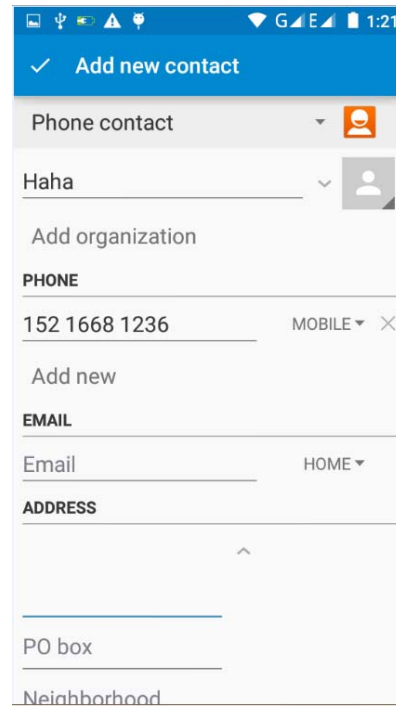 G E 1:21
Add new contact
Phone contact
Haha
Add organization
PHONE
152 1668 1236 MOBILE
Add new
EMAIL
Email HOME
ADDRESS
PO box
Neighborhood